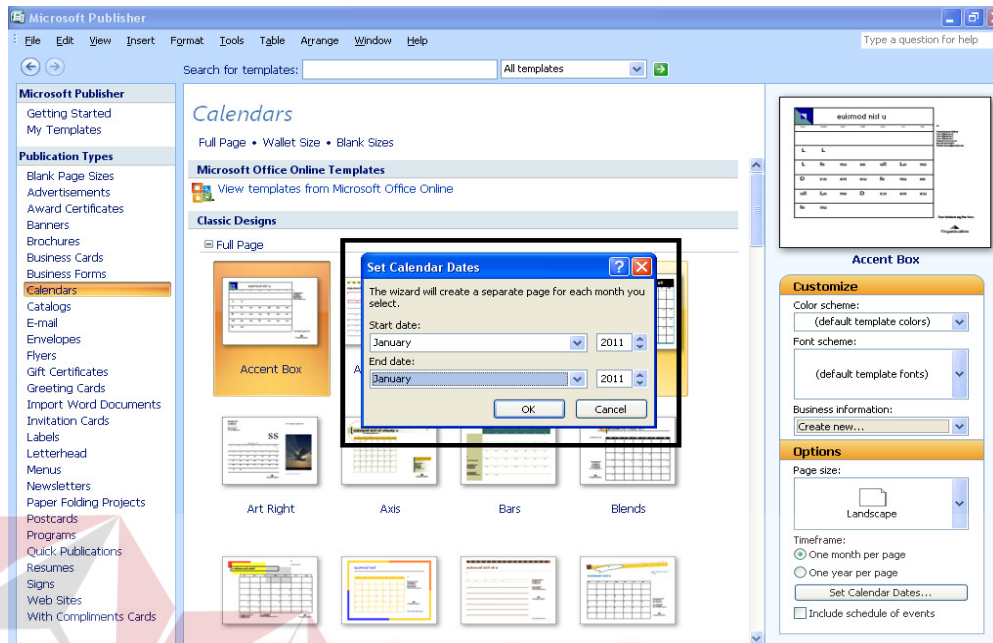 Microsoft Publisher
File Edit View Insert Format Tools Table Arrange Window Help
Type a question for help
Search for templates:
All templates
Microsoft Publisher
Getting Started
My Templates
Publication Types
Blank Page Sizes
Advertisements
Award Certificates
Banners
Brochures
Business Cards
Business Forms
Calendars
Catalogs
E-mail
Envelopes
Flyers
Gift Certificates
Greeting Cards
Import Word Documents
Invitation Cards
Labels
Letterhead
Menus
Newsletters
Paper Folding Projects
Postcards
Programs
Quick Publications
Resumes
Signs
Web Sites
With Compliments Cards
Calendars
Full Page • Wallet Size • Blank Sizes
Microsoft Office Online Templates
View templates from Microsoft Office Online
Classic Designs
Full Page
Accent Box
A
Set Calendar Dates
The wizard will create a separate page for each month you
select.
Start date:
January 2011
End date:
January 2011
OK Cancel
Art Right Axis Bars Blends
euismod nisl u
Organization
Accent Box
Customize
Color scheme:
(default template colors)
Font scheme:
(default template fonts)
Business information:
Create new...
Options
Page size:
Landscape
Timeframe:
One month per page
One year per page
Set Calendar Dates...
Include schedule of events